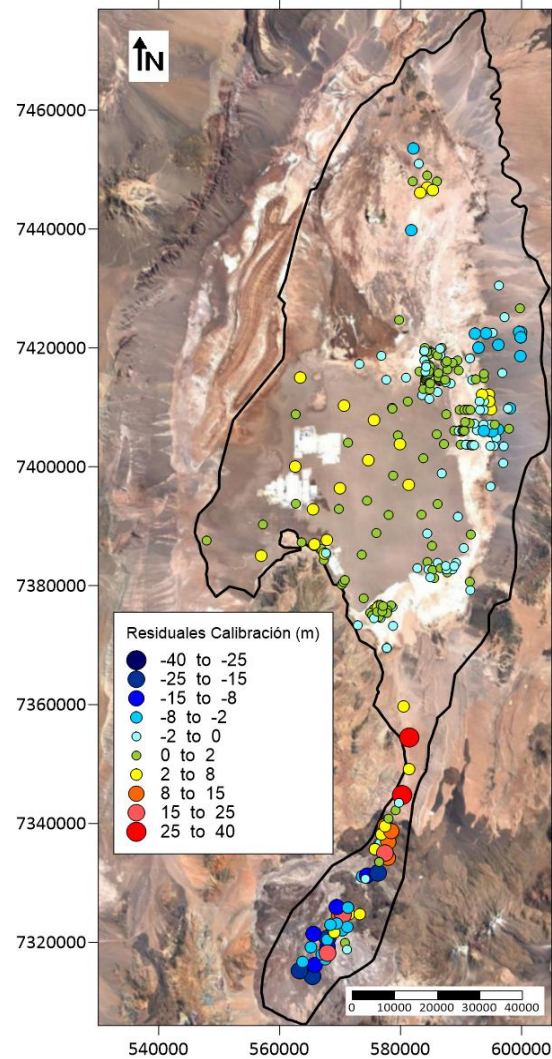 N
7460000
7440000
7420000
7400000
7380000
7360000
7340000
7320000
Residuales Calibración (m)
-40 to -25
-25 to -15
-15 to -8
-8 to -2
-2 to 0
0 to 2
2 to 8
8 to 15
15 to 25
25 to 40
0 10000 20000 30000 40000
540000 560000 580000 600000